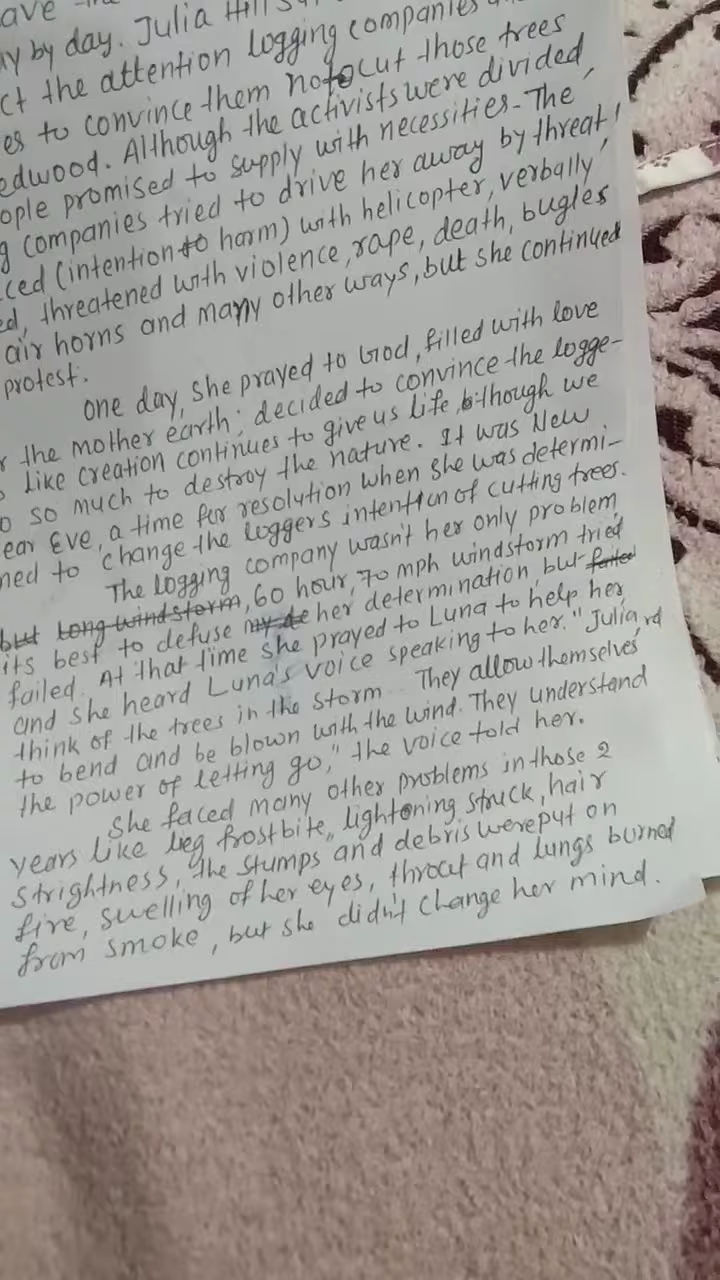 ave
ay by day. Julia Hill
ct the attention logging companies
es to convince them not to cut those trees
edwood. Although the activists were divided,
ople promised to supply with necessities. The
g companies tried to drive her away by threat,
ced (intention to harm) with helicopter, verbally,
ed, threatened with violence, rape, death, bugles
air horns and many other ways, but she continued
protest.
One day, she prayed to God, filled with love
r the mother earth; decided to convince the logge-
like creation continues to give us life, although we
o so much to destroy the nature. It was New
ear Eve, a time for resolution when she was determi-
ned to change the loggers intention of cutting trees.
The logging company wasn't her only problem,
but long windstorm, 60 hour, 70 mph windstorm tried
its best to defuse my de her determination, but failed
failed. At that time she prayed to Luna to help her,
and she heard Luna's voice speaking to her. "Julia,
think of the trees in the storm. They allow themselves
to bend and be blown with the wind. They understand
the power of letting go," the voice told her.
She faced many other problems in those 2
years like leg frostbite, lightening struck, hair
strightness, the stumps and debris were put on
fire, swelling of her eyes, throat and lungs burned
from smoke, but she didn't change her mind.